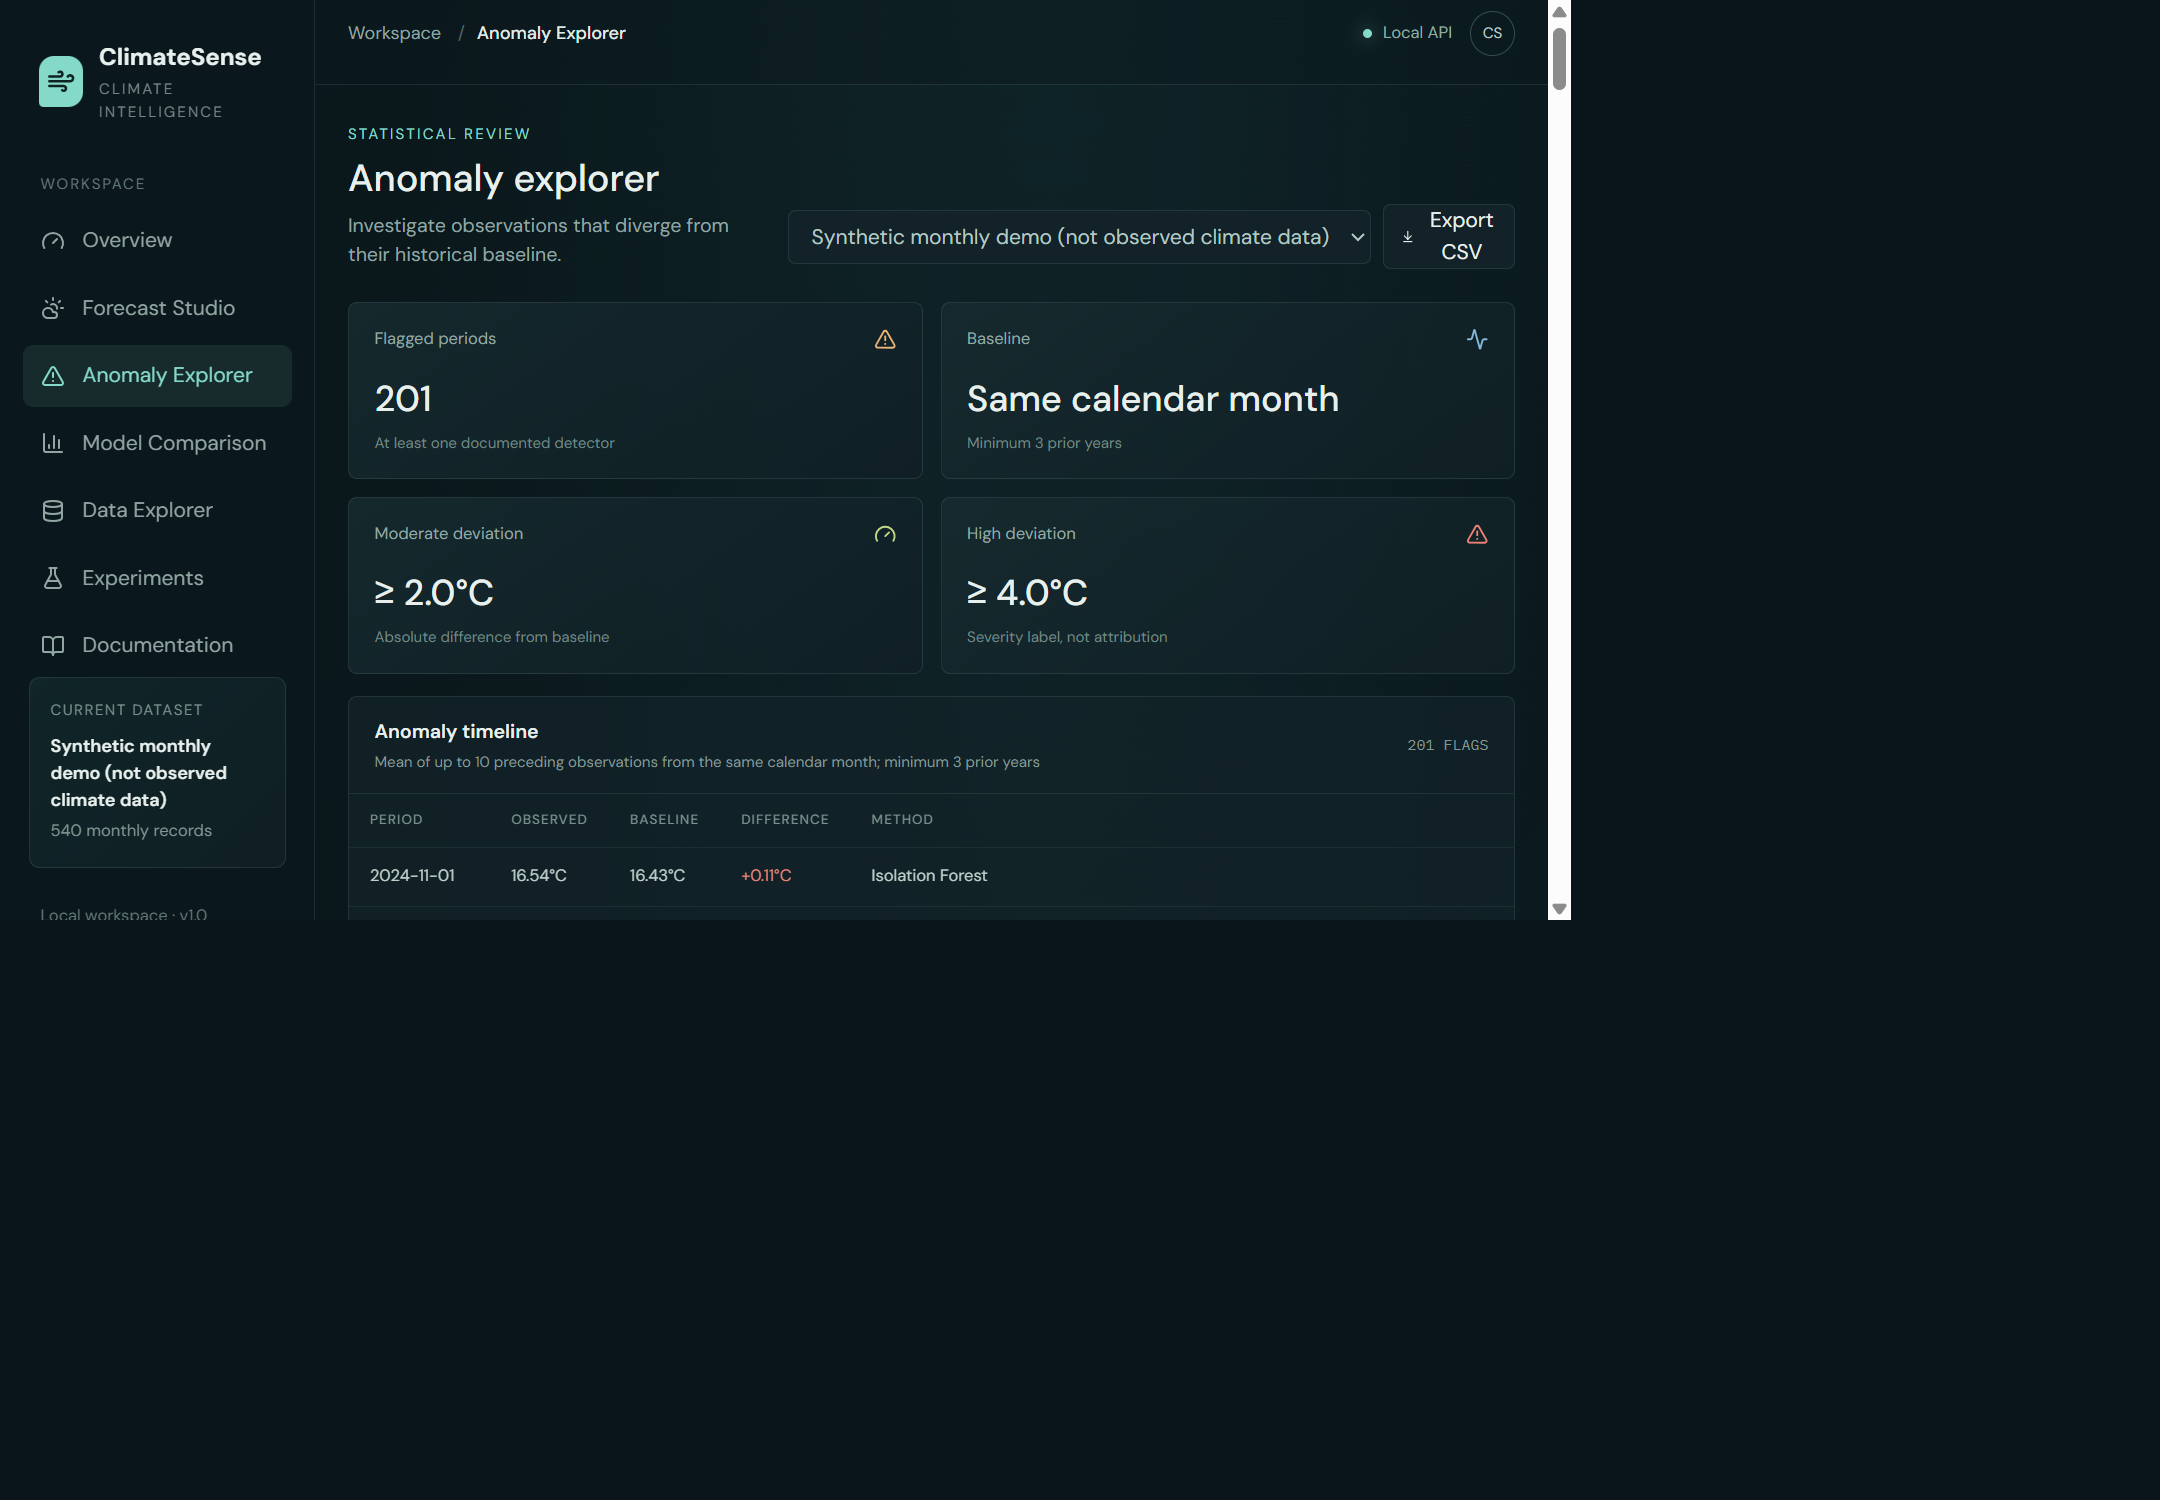 ClimateSense
CLIMATE
INTELLIGENCE
WORKSPACE
Overview
Forecast Studio
Anomaly Explorer
Model Comparison
Data Explorer
Experiments
Documentation
CURRENT DATASET
Synthetic monthly
demo (not observed
climate data)
540 monthly records
Local workspace · v1.0
Workspace / Anomaly Explorer
Local API
CS
STATISTICAL REVIEW
Anomaly explorer
Investigate observations that diverge from
their historical baseline.
Synthetic monthly demo (not observed climate data)
Export
CSV
Flagged periods
201
At least one documented detector
Baseline
Same calendar month
Minimum 3 prior years
Moderate deviation
≥ 2.0°C
Absolute difference from baseline
High deviation
≥ 4.0°C
Severity label, not attribution
Anomaly timeline
Mean of up to 10 preceding observations from the same calendar month; minimum 3 prior years
201 FLAGS
PERIOD OBSERVED BASELINE DIFFERENCE METHOD
2024-11-01 16.54°C 16.43°C +0.11°C Isolation Forest